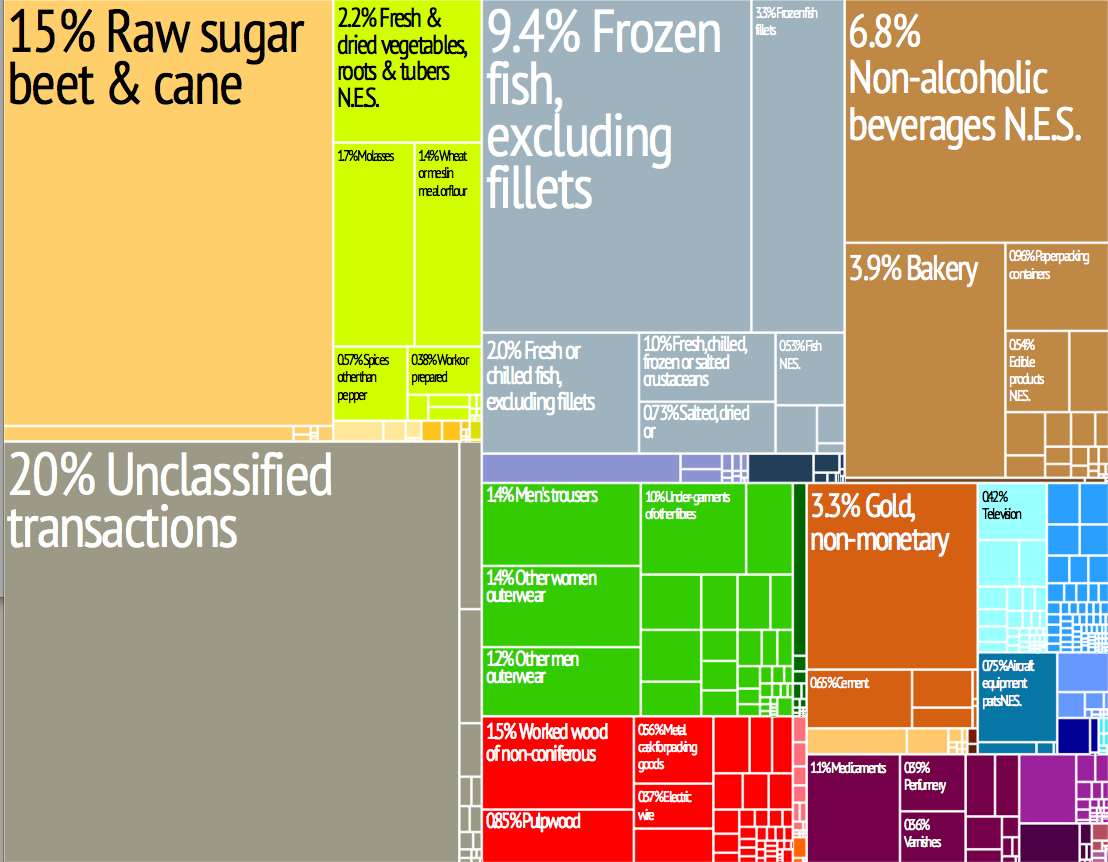 15% Raw sugar
beet & cane
2.2% Fresh &
dried vegetables,
roots & tubers
N.E.S.
1.7% Molasses
1.4% Wheat
or meslin
meal or flour
0.57% Spices
other than
pepper
0.38% Work or
prepared
20% Unclassified
transactions
9.4% Frozen
fish,
excluding
fillets
3.3% Frozen fish
fillets
2.0% Fresh or
chilled fish,
excluding fillets
1.0% Fresh, chilled,
frozen or salted
crustaceans
0.73% Salted, dried
or
0.53% Fish
N.E.S.
6.8%
Non-alcoholic
beverages N.E.S.
3.9% Bakery
0.96% Paper packing
containers
0.54%
Edible
products
N.E.S.
1.4% Men's trousers
1.4% Other women
outerwear
1.2% Other men
outerwear
1.0% Under-garments
of other fibres
1.5% Worked wood
of non-coniferous
0.85% Pulpwood
0.56% Metal
cask for packing
goods
0.37% Electric
wire
3.3% Gold,
non-monetary
0.65% Cement
0.42%
Television
0.75% Aircraft
equipment
parts N.E.S.
1.1% Medicaments
0.39%
Perfumery
0.36%
Varnishes